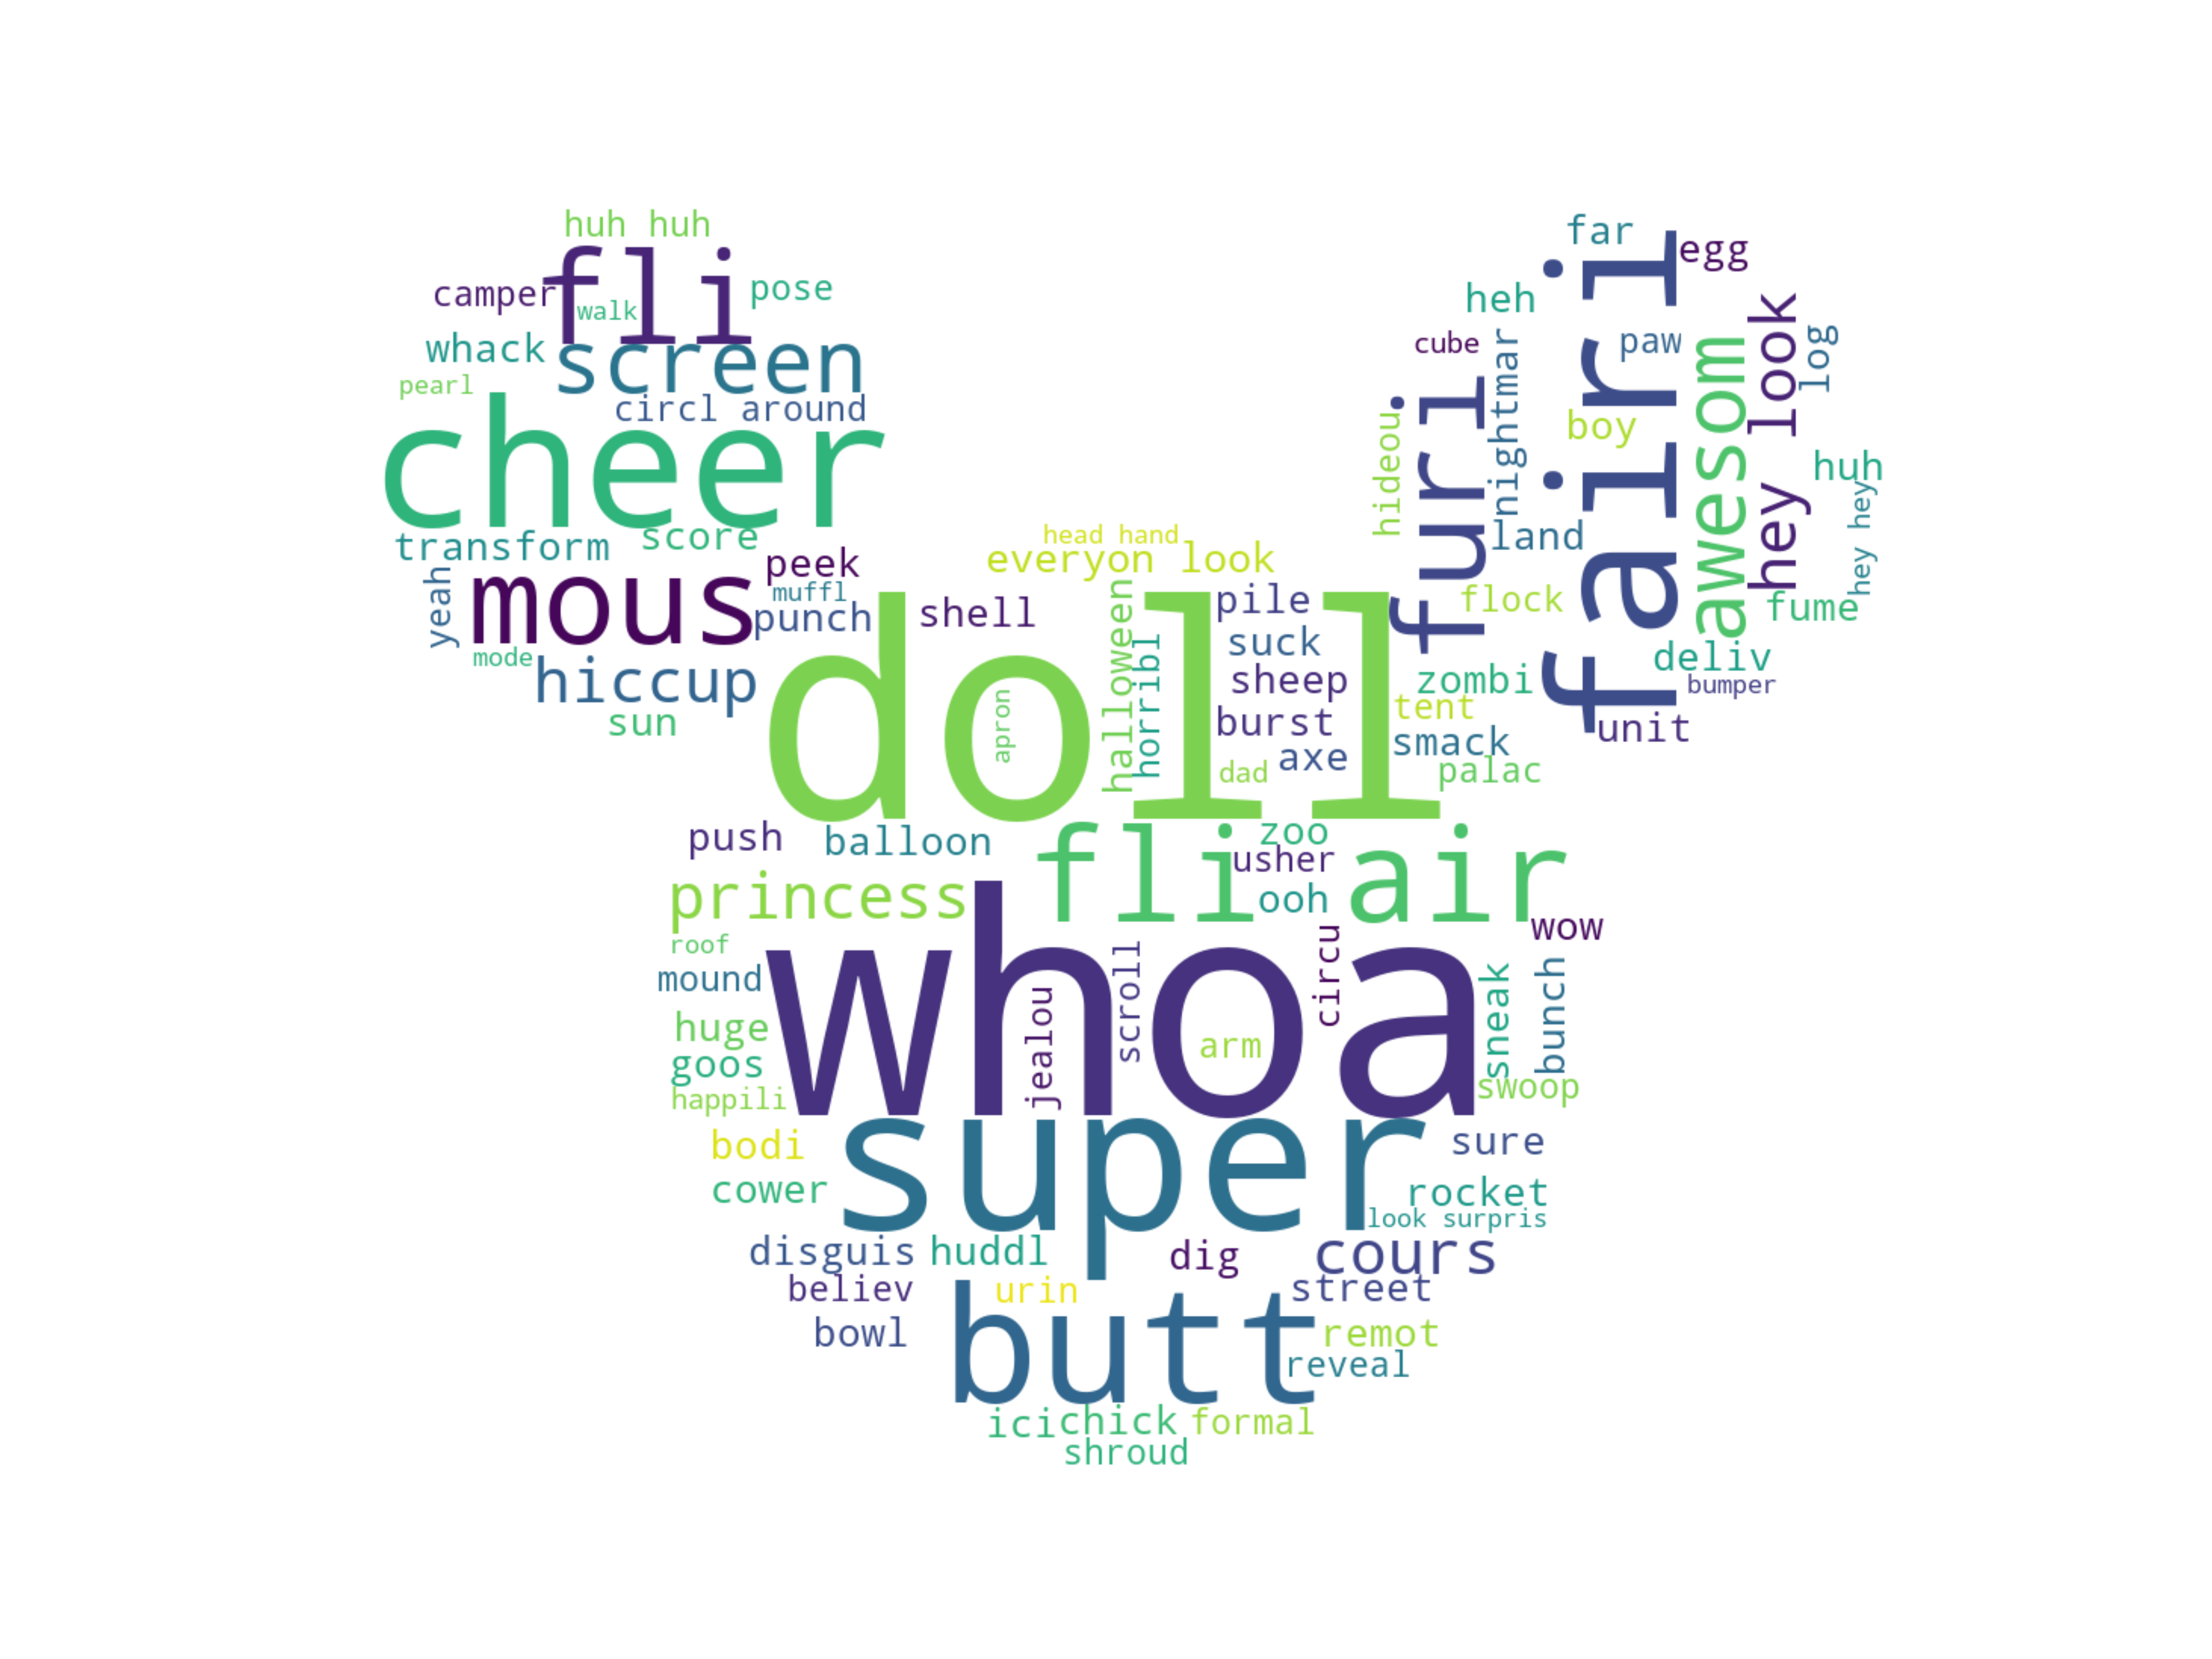 huh huh
fli
camper
pose
walk
whack
screen
pearl
circl around
cheer
transform
score
yeah
mous
peek
muffl
punch
mode
hiccup
sun
far
egg
heh
fairi
cube
paw
nightmar
awesom
hey look
log
furi
hideou
boy
huh
hey hey
land
flock
fume
deliv
zombi
bumper
tent
unit
smack
palac
head hand
everyon look
shell
halloween
pile
horribl
suck
sheep
doll
apron
burst
axe
dad
push
balloon
fli air
zoo
usher
princess
ooh
wow
roof
mound
whoa
scroll
circu
sneak
bunch
huge
jealou
arm
goos
swoop
happili
bodi
super
sure
cower
rocket
look surpris
disguis
huddl
dig
cours
believ
urin
street
bowl
butt
remot
reveal
ici
chick
formal
shroud